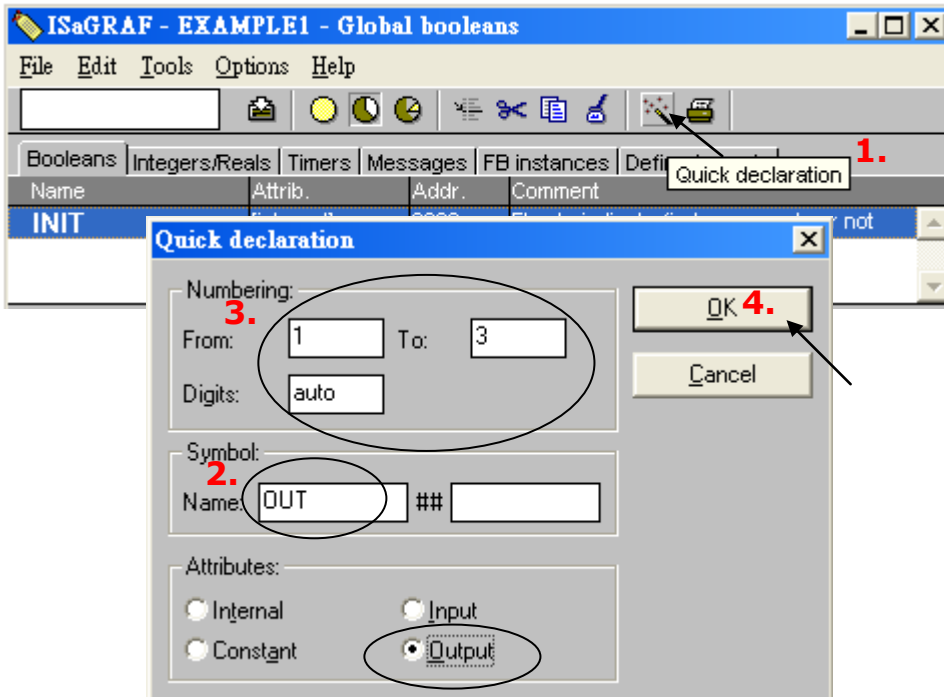 ISaGRAF - EXAMPLE1 - Global booleans
File Edit Tools Options Help
Booleans Integers/Reals Timers Messages FB instances
Quick declaration
1.
Name Attrib. Addr. Comment
INIT not
Quick declaration
Numbering:
3.
From: 1 To: 3
Digits: auto
OK 4.
Cancel
Symbol:
2.
Name: OUT ##
Attributes:
Internal Input
Constant Output